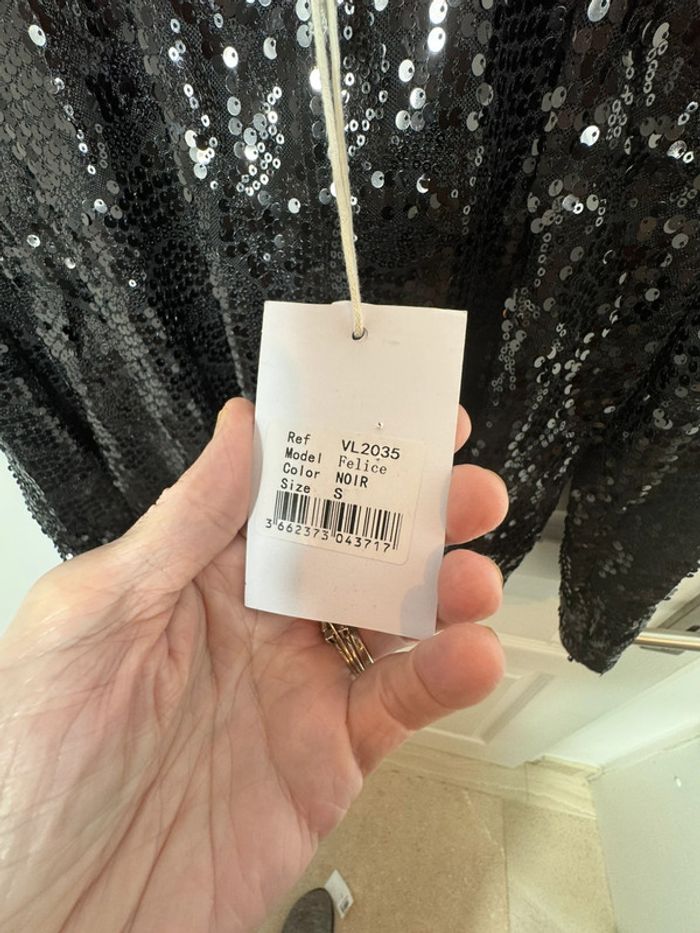 Ref VL2035
Model Felice
Color NOIR
Size S
3 662373 043717